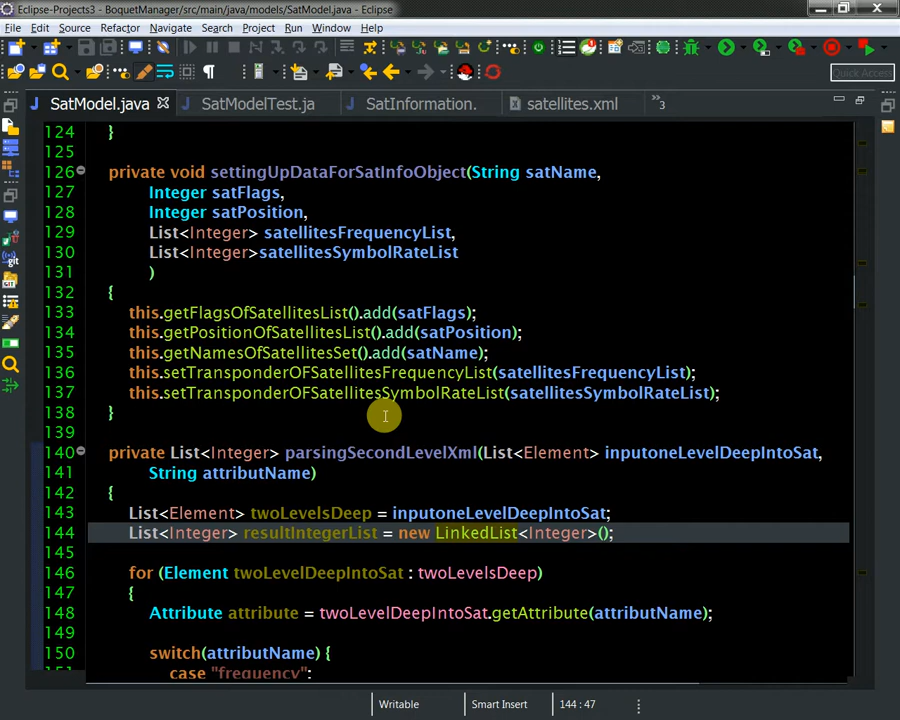 Eclipse-Projects3 - BoquetManager/src/main/java/models/SatModel.java - Eclipse
File Edit Source Refactor Navigate Search Project Run Window Help
Quick Access
SatModel.java SatModelTest.ja SatInformation. satellites.xml »3
124 }
125
126 private void settingUpDataForSatInfoObject(String satName,
127 Integer satFlags,
128 Integer satPosition,
129 List<Integer> satellitesFrequencyList,
130 List<Integer>satellitesSymbolRateList
131 )
132 {
133 this.getFlagsOfSatellitesList().add(satFlags);
134 this.getPositionOfSatellitesList().add(satPosition);
135 this.getNamesOfSatellitesSet().add(satName);
136 this.setTransponderOFSatellitesFrequencyList(satellitesFrequencyList);
137 this.setTransponderOFSatellitesSymbolRateList(satellitesSymbolRateList);
138 }
139
140 private List<Integer> parsingSecondLevelXml(List<Element> inputoneLevelDeepIntoSat,
141 String attributName)
142 {
143 List<Element> twoLevelsDeep = inputoneLevelDeepIntoSat;
144 List<Integer> resultIntegerList = new LinkedList<Integer>();
145
146 for (Element twoLevelDeepIntoSat : twoLevelsDeep)
147 {
148 Attribute attribute = twoLevelDeepIntoSat.getAttribute(attributName);
149
150 switch(attributName) {
151 case "frequency":
Writable Smart Insert 144 : 47